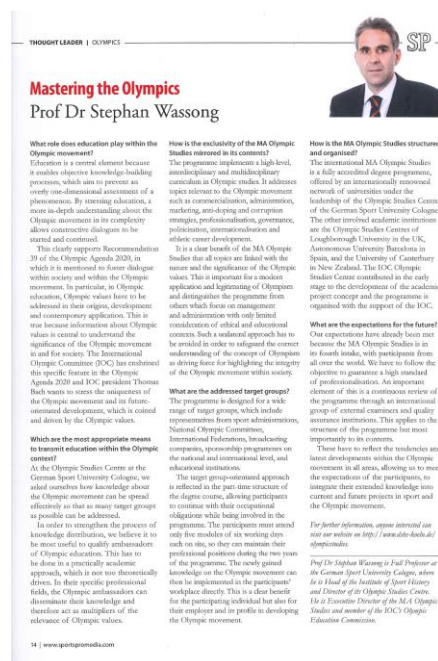 THOUGHT LEADER | OLYMPICS
SP
Mastering the Olympics
Prof Dr Stephan Wassong
What role does education play within the
Olympic movement?
Education is a central element because
it enables objective knowledge-building
processes, which aim to prevent an
overly one-dimensional assessment of a
phenomenon. By stressing education, a
more in-depth understanding about the
Olympic movement in its complexity
allows constructive dialogues to be
started and continued.
This clearly supports Recommendation
39 of the Olympic Agenda 2020, in
which it is mentioned to foster dialogue
within society and within the Olympic
movement. In particular, in Olympic
education, Olympic values have to be
addressed in their origins, development
and contemporary application. This is
true because information about Olympic
values is central to understand the
significance of the Olympic movement
in and for society. The International
Olympic Committee (IOC) has enshrined
this specific feature in the Olympic
Agenda 2020 and IOC president Thomas
Bach wants to stress the uniqueness of
the Olympic movement and its future-
orientated development, which is coined
and driven by the Olympic values.
Which are the most appropriate means
to transmit education within the Olympic
context?
At the Olympic Studies Centre at the
German Sport University Cologne, we
asked ourselves how knowledge about
the Olympic movement can be spread
effectively so that as many target groups
as possible can be addressed.
In order to strengthen the process of
knowledge distribution, we believe it to
be most useful to qualify ambassadors
of Olympic education. This has to
be done in a practically academic
approach, which is not too theoretically
driven. In their specific professional
fields, the Olympic ambassadors can
disseminate their knowledge and
therefore act as multipliers of the
relevance of Olympic values.
How is the exclusivity of the MA Olympic
Studies mirrored in its contents?
The programme implements a high-level,
interdisciplinary and multidisciplinary
curriculum in Olympic studies. It addresses
topics relevant to the Olympic movement
such as commercialisation, administration,
marketing, anti-doping and corruption
strategies, professionalisation, governance,
politicisation, internationalisation and
athletic career development.
It is a clear benefit of the MA Olympic
Studies that all topics are linked with the
nature and the significance of the Olympic
values. This is important for a modern
application and legitimating of Olympism
and distinguishes the programme from
others which focus on management
and administration with only limited
consideration of ethical and educational
contexts. Such a unilateral approach has to
be avoided in order to safeguard the correct
understanding of the concept of Olympism
as driving force for highlighting the integrity
of the Olympic movement within society.
What are the addressed target groups?
The programme is designed for a wide
range of target groups, which include
representatives from sport administrations,
National Olympic Committees,
International Federations, broadcasting
companies, sponsorship programmes on
the national and international level, and
educational institutions.
The target group-orientated approach
is reflected in the part-time structure of
the degree course, allowing participants
to continue with their occupational
obligations while being involved in the
programme. The participants must attend
only five modules of six working days
each on site, so they can maintain their
professional positions during the two years
of the programme. The newly gained
knowledge on the Olympic movement can
then be implemented in the participants'
workplace directly. This is a clear benefit
for the participating individual but also for
their employer and its profile in developing
the Olympic movement.
How is the MA Olympic Studies structured
and organised?
The international MA Olympic Studies
is a fully accredited degree programme,
offered by an internationally renowned
network of universities under the
leadership of the Olympic Studies Centre
of the German Sport University Cologne.
The other involved academic institutions
are the Olympic Studies Centres of
Loughborough University in the UK,
Autonomous University Barcelona in
Spain, and the University of Canterbury
in New Zealand. The IOC Olympic
Studies Centre contributed in the early
stage to the development of the academic
project concept and the programme is
organised with the support of the IOC.
What are the expectations for the future?
Our expectations have already been met
because the MA Olympic Studies is in
its fourth intake, with participants from
all over the world. We have to follow the
objective to guarantee a high standard
of professionalisation. An important
element of this is a continuous review of
the programme through an international
group of external examiners and quality
assurance institutions. This applies to the
structure of the programme but most
importantly to its contents.
These have to reflect the tendencies and
latest developments within the Olympic
movement in all areas, allowing us to meet
the expectations of the participants, to
integrate their extended knowledge into
current and future projects in sport and
the Olympic movement.
For further information, anyone interested can
visit our website on http://www.dshs-koeln.de/
olympicstudies.
Prof Dr Stephan Wassong is Full Professor at
the German Sport University Cologne, where
he is Head of the Institute of Sport History
and Director of its Olympic Studies Centre.
He is Executive Director of the MA Olympic
Studies and member of the IOC's Olympic
Education Commission.
14 | www.sportspromedia.com